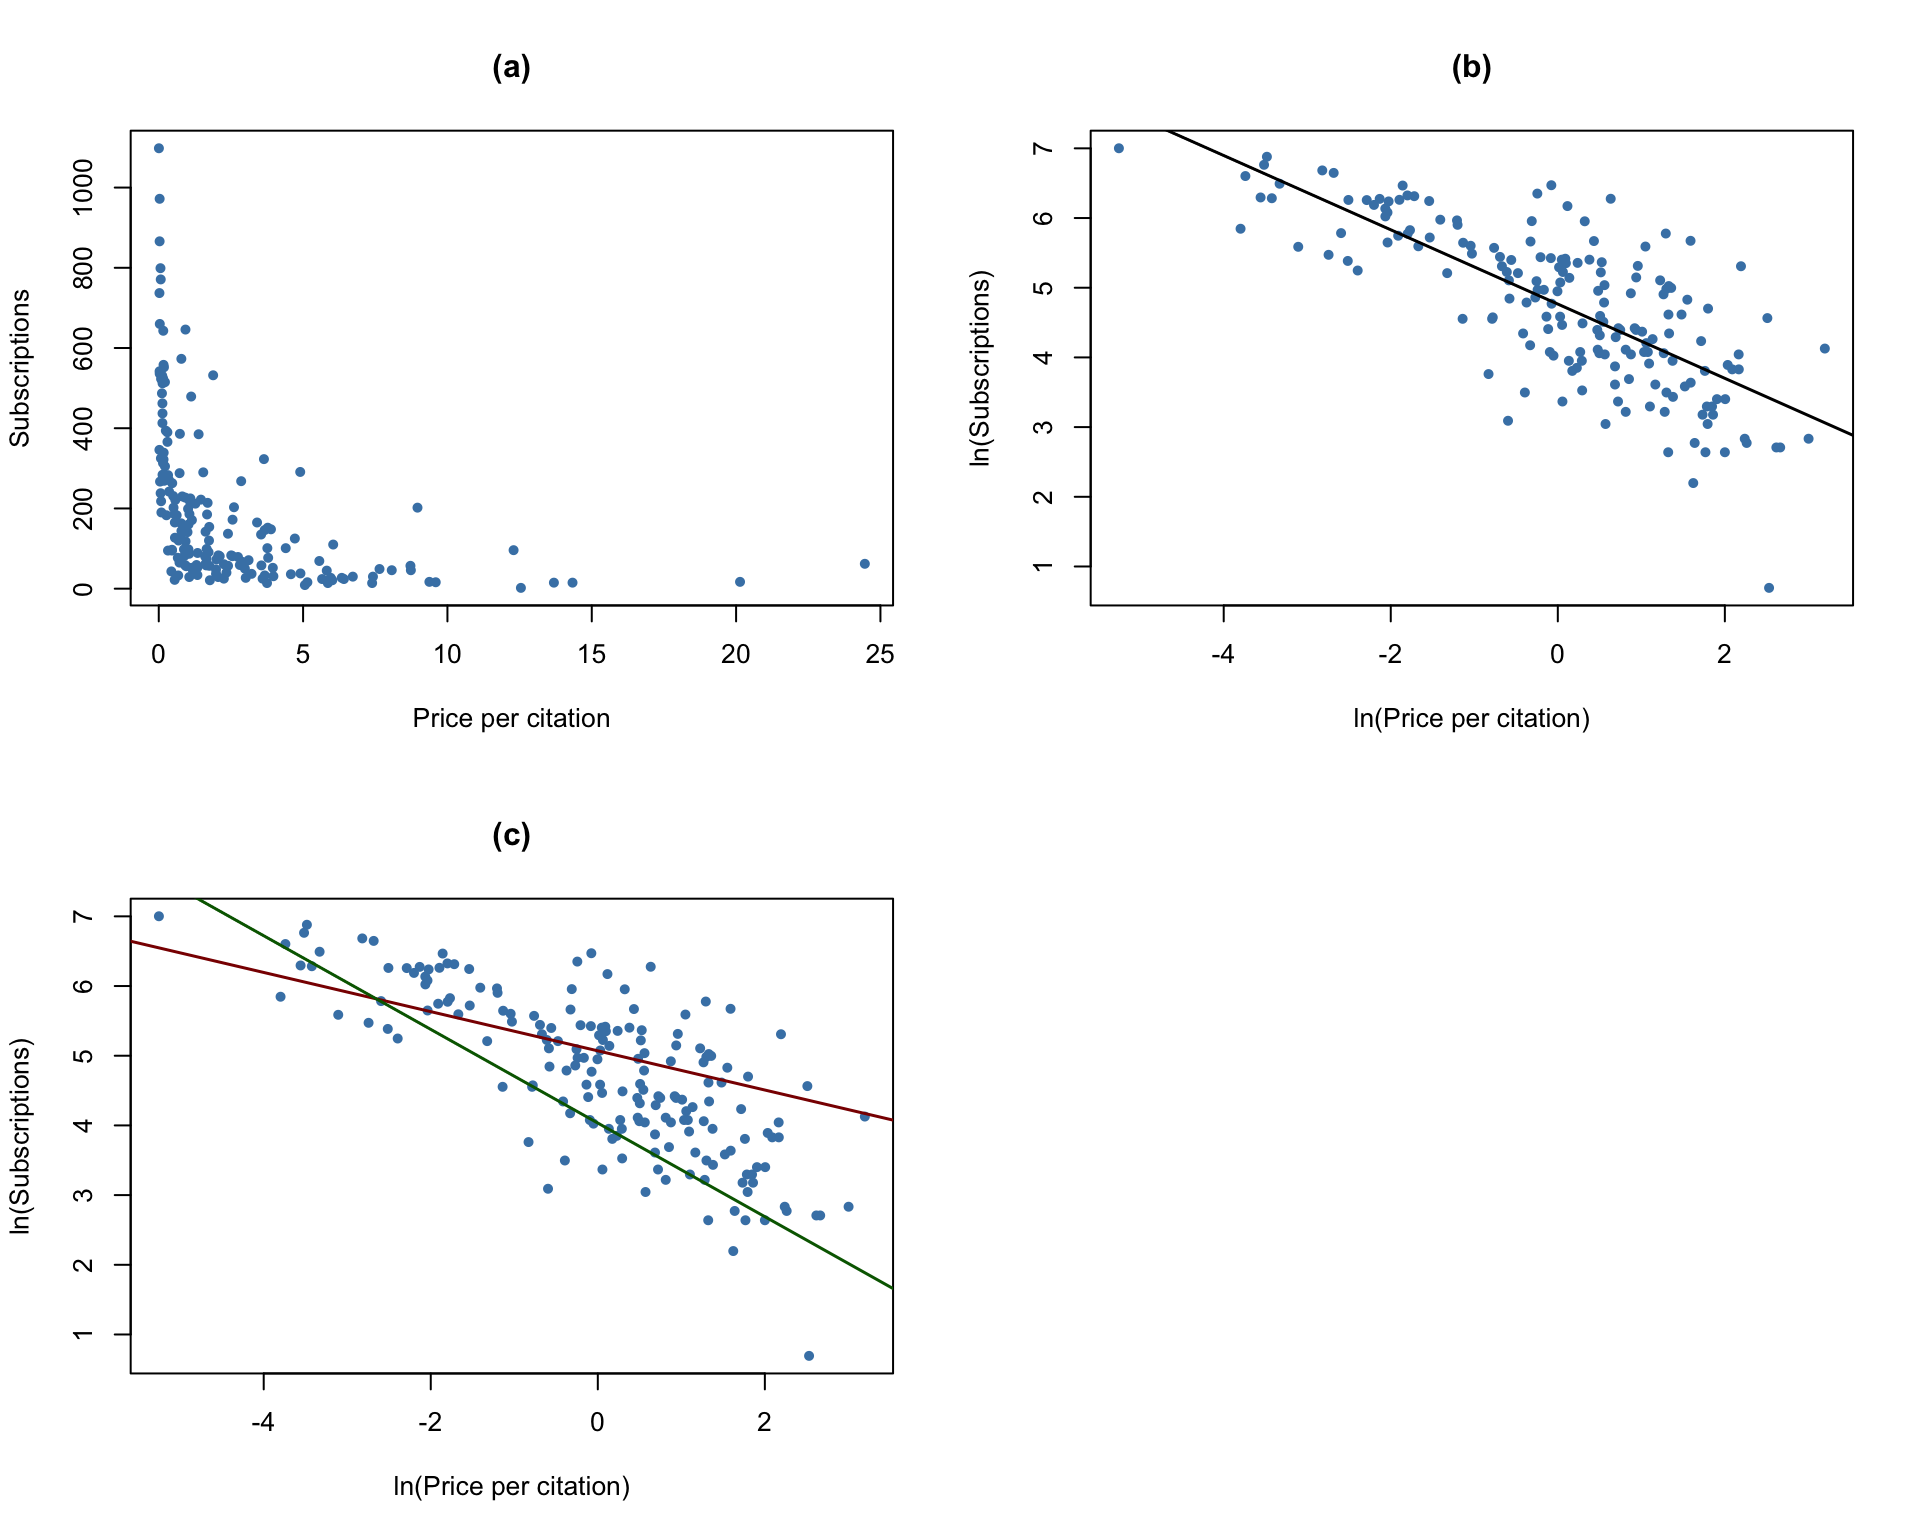 (a)
Subscriptions
1000
800
600
400
200
0
0 5 10 15 20 25
Price per citation
(b)
ln(Subscriptions)
7
6
5
4
3
2
1
-4 -2 0 2
ln(Price per citation)
(c)
ln(Subscriptions)
7
6
5
4
3
2
1
-4 -2 0 2
ln(Price per citation)